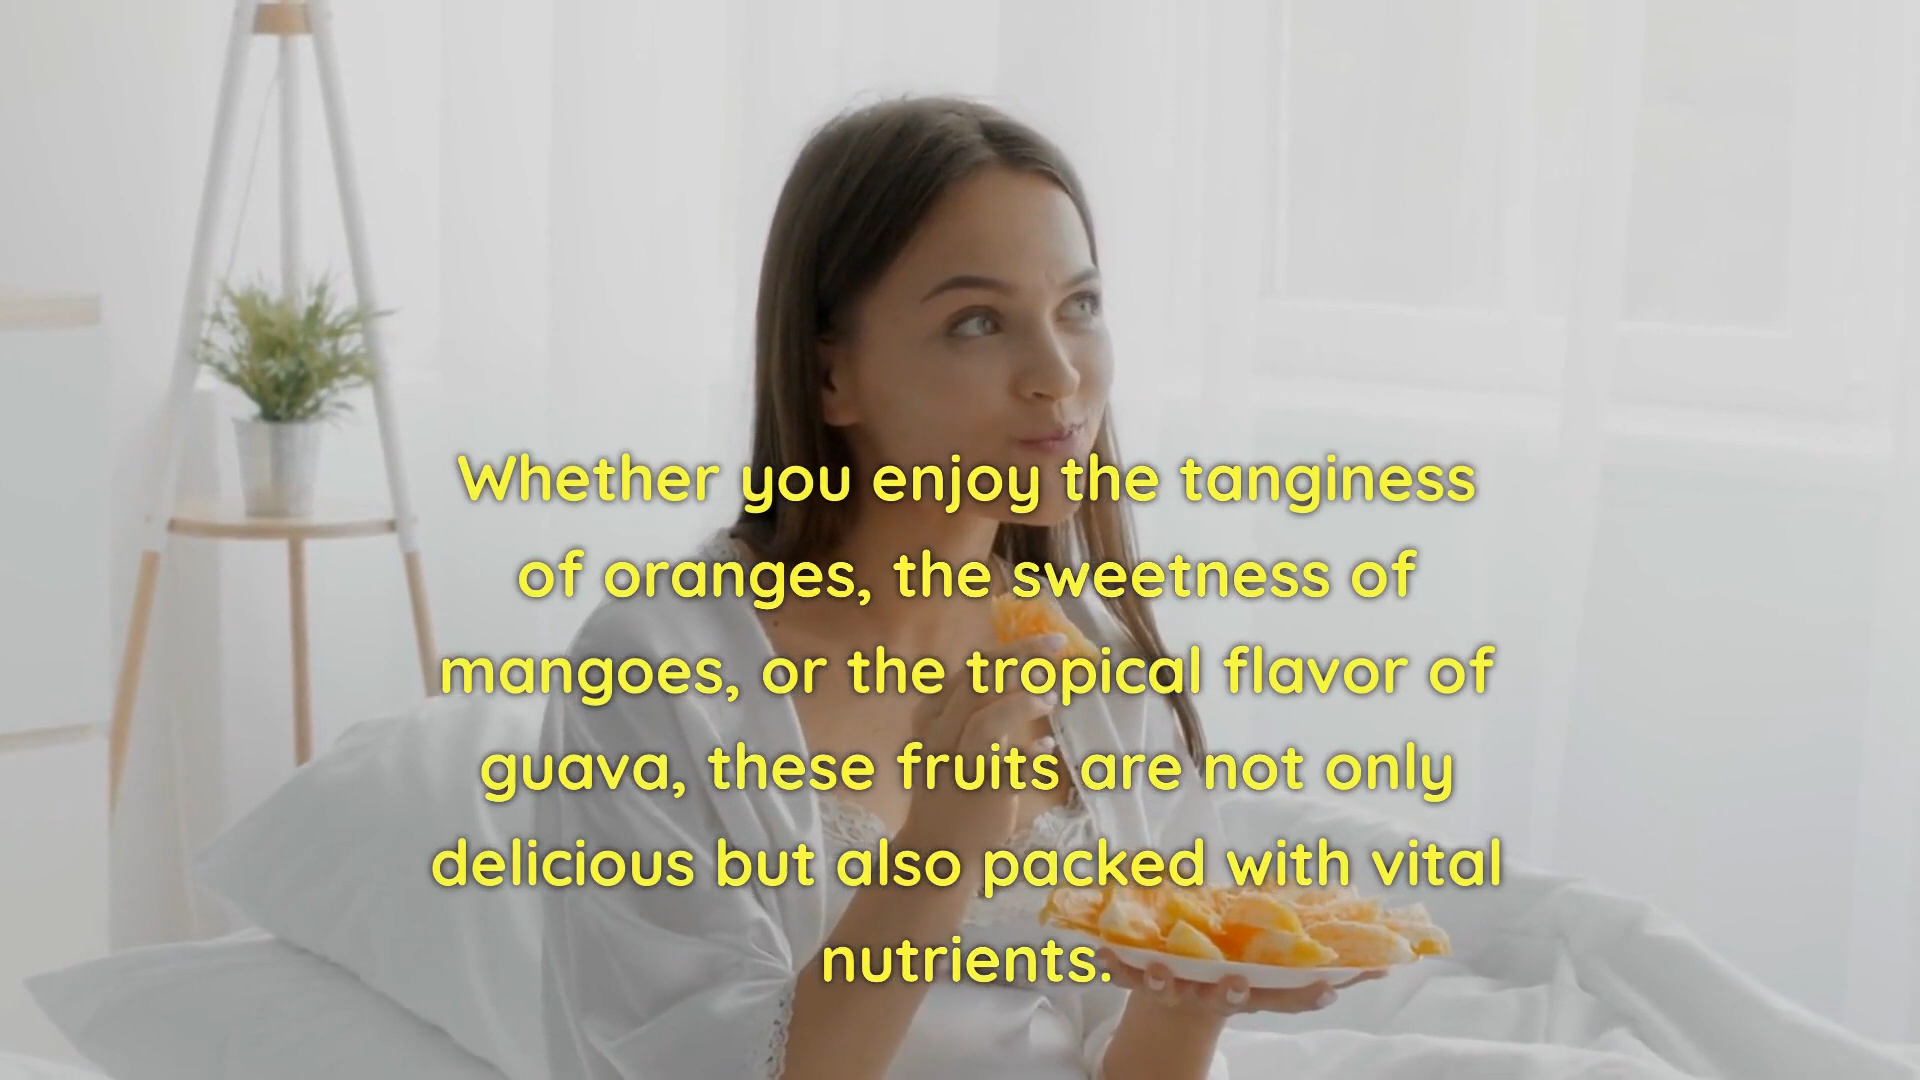 Whether you enjoy the tanginess
of oranges, the sweetness of
mangoes, or the tropical flavor of
guava, these fruits are not only
delicious but also packed with vital
nutrients.